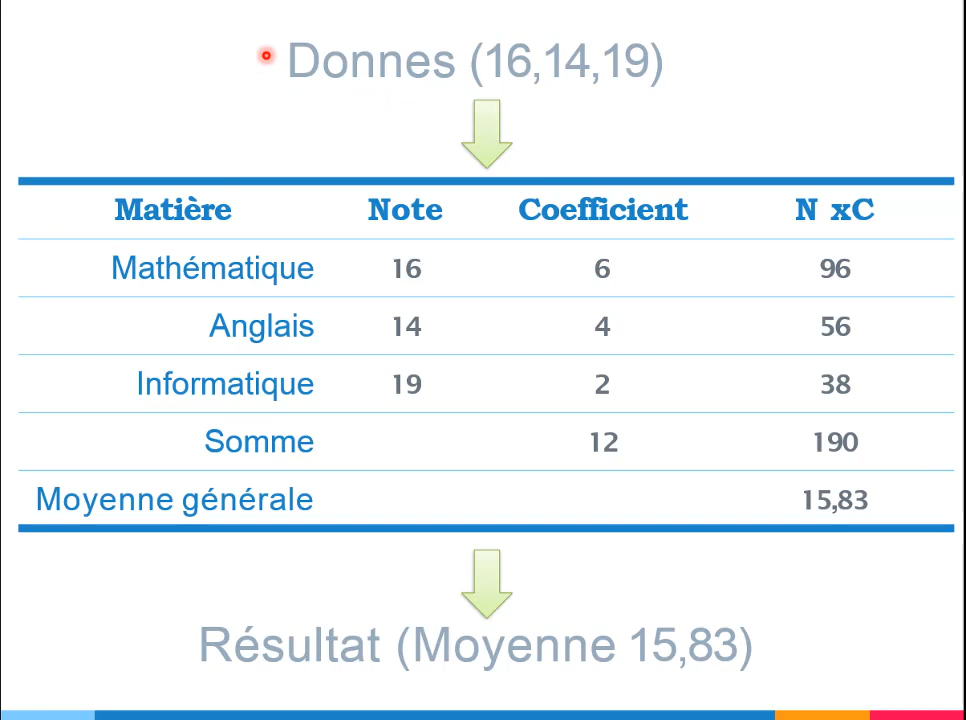 Donnes (16,14,19)
Matière Note Coefficient N xC
Mathématique 16 6 96
Anglais 14 4 56
Informatique 19 2 38
Somme 12 190
Moyenne générale 15,83
Résultat (Moyenne 15,83)